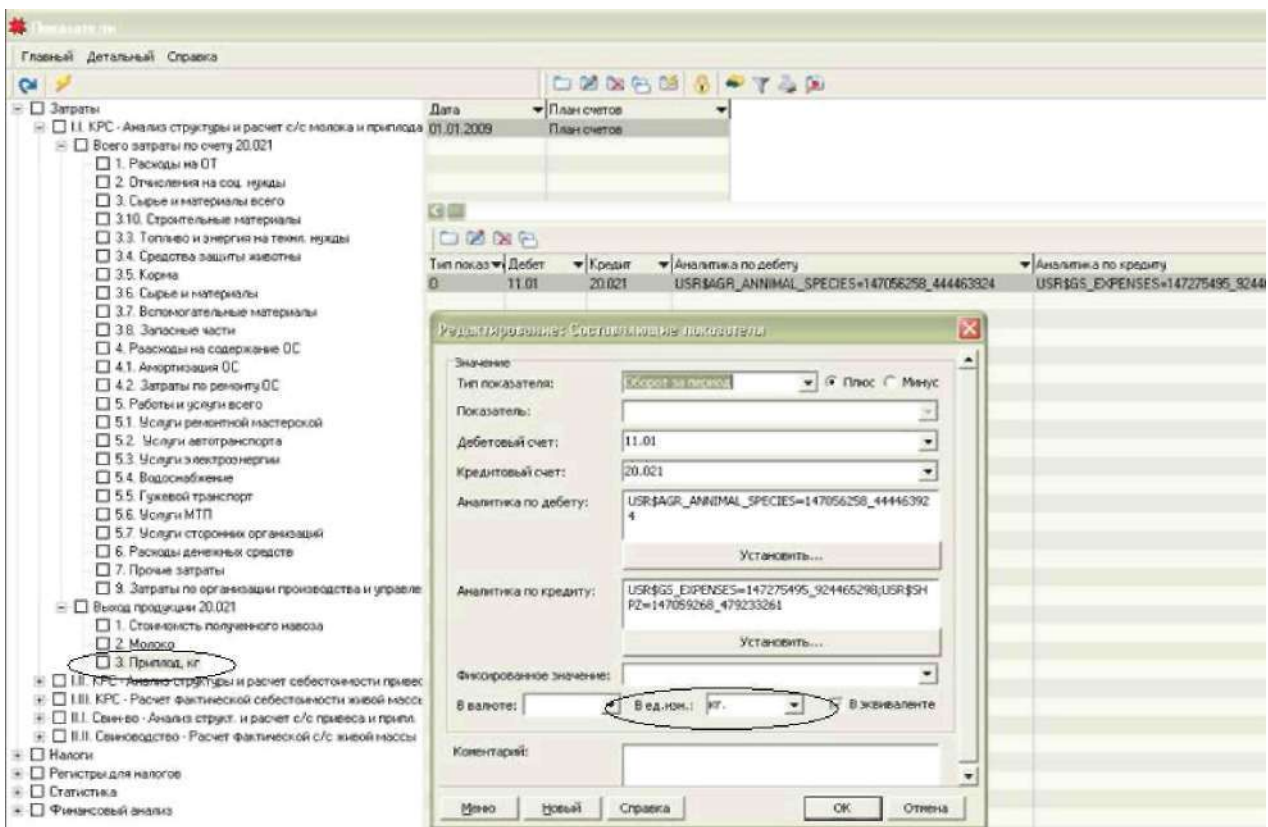 Показатели
Главный Детальный Справка
Затраты
I.I. КРС - Анализ структуры и расчет с/с молока и приплода
Всего затраты по счету 20.021
1. Расходы на ОТ
2. Отчисления на соц. нужды
3. Сырье и материалы всего
3.10. Строительные материалы
3.3. Топливо и энергия на технл. нужды
3.4. Средства защиты животны
3.5. Корма
3.6. Сырье и материалы
3.7. Вспомогательные материалы
3.8. Запасные части
4. Раасходы на содержание ОС
4.1. Амортизация ОС
4.2. Затраты по ремонту ОС
5. Работы и услуги всего
5.1. Услуги ремонтной мастерской
5.2. Услуги автотранспорта
5.3. Услуги электроэнергии
5.4. Водоснабжение
5.5. Гужевой транспорт
5.6. Услуги МТП
5.7. Услуги сторонних организаций
6. Расходы денежных средств
7. Прочие затраты
9. Затраты по организации производства и управле
Выход продукции 20.021
1. Стоимомсть полученного навоза
2. Молоко
3. Приплод, кг
I.II. КРС - Анализ структуры и расчет себестоимости привес
I.III. КРС - Расчет фактической себестоимости живой массы
II.I. Свин-во - Анализ структ. и расчет с/с привеса и припл.
II.II. Свиноводство - Расчет фактической с/с живой массы
Налоги
Регистры для налогов
Статистика
Финансовый анализ
Дата План счетов
01.01.2009 План счетов
Тип показ Дебет Кредит Аналитика по дебету Аналитика по кредиту
О 11.01 20.021 USR$AGR_ANNIMAL_SPECIES=147056258_444463924 USR$GS_EXPENSES=147275495_92446
Редактирование: Составляющие показателя
Значение
Тип показателя: Оборот за период Плюс Минус
Показатель:
Дебетовый счет: 11.01
Кредитовый счет: 20.021
Аналитика по дебету: USR$AGR_ANNIMAL_SPECIES=147056258_44446392
4
Установить...
Аналитика по кредиту: USR$GS_EXPENSES=147275495_924465298;USR$SH
PZ=147059268_479233261
Установить...
Фиксированное значение:
В валюте: В ед.изм.: кг. В эквиваленте
Коментарий:
Меню Новый Справка OK Отмена